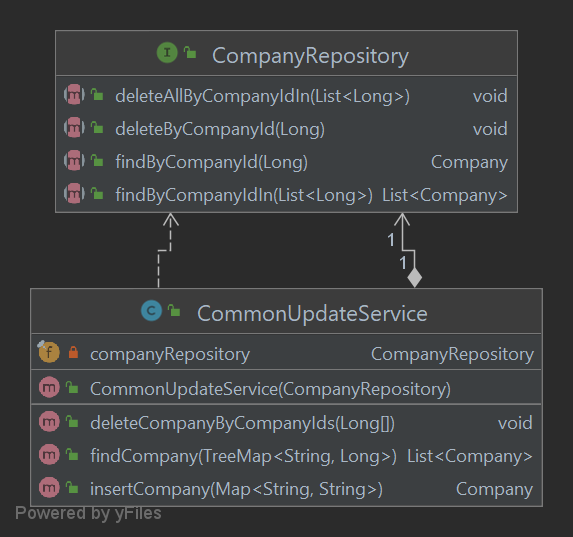 I CompanyRepository
m deleteAllByCompanyIdIn(List<Long>) void
m deleteByCompanyId(Long) void
m findByCompanyId(Long) Company
m findByCompanyIdIn(List<Long>) List<Company>
1
1
C CommonUpdateService
f companyRepository CompanyRepository
m CommonUpdateService(CompanyRepository)
m deleteCompanyByCompanyIds(Long[]) void
m findCompany(TreeMap<String, Long>) List<Company>
m insertCompany(Map<String, String>) Company
Powered by yFiles